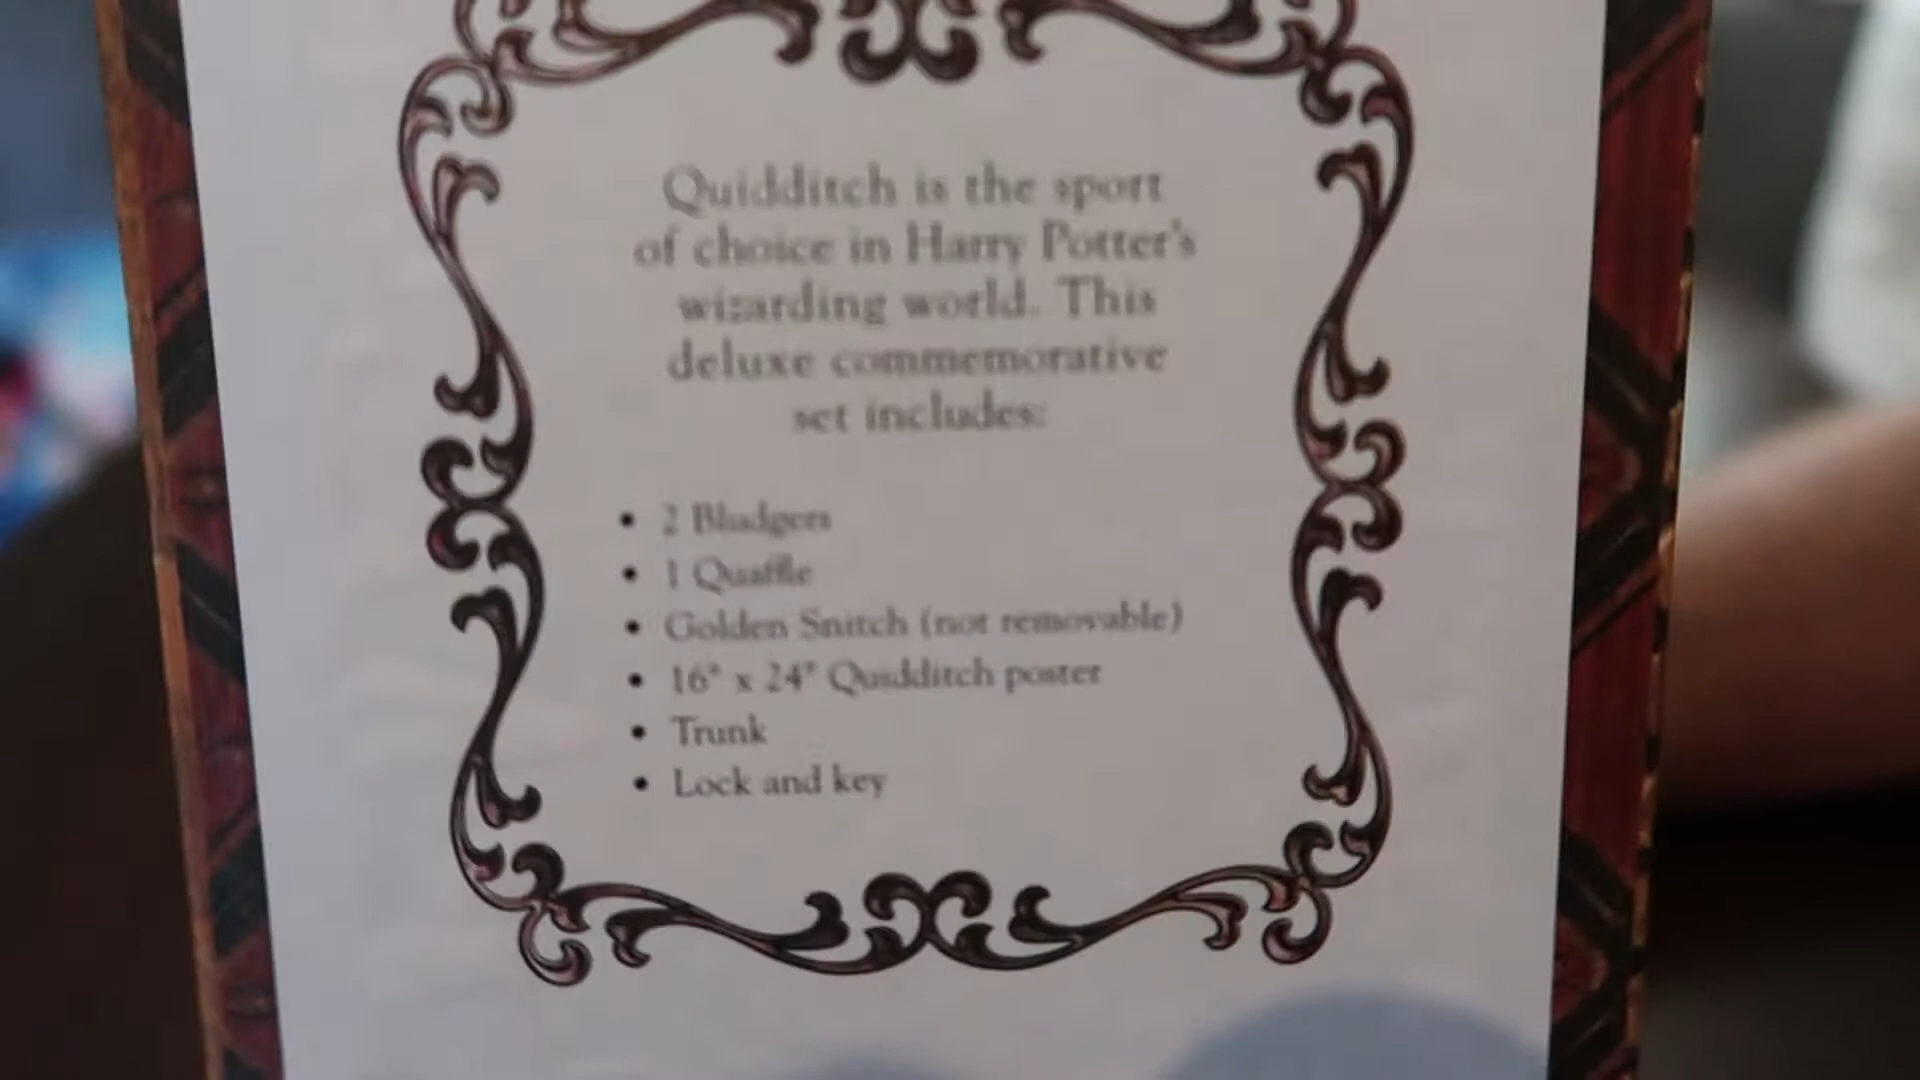 Quidditch is the sport
of choice in Harry Potter's
wizarding world. This
deluxe commemorative
set includes:
• 2 Bludgers
• 1 Quaffle
• Golden Snitch (not removable)
• 16" x 24" Quidditch poster
• Trunk
• Lock and key